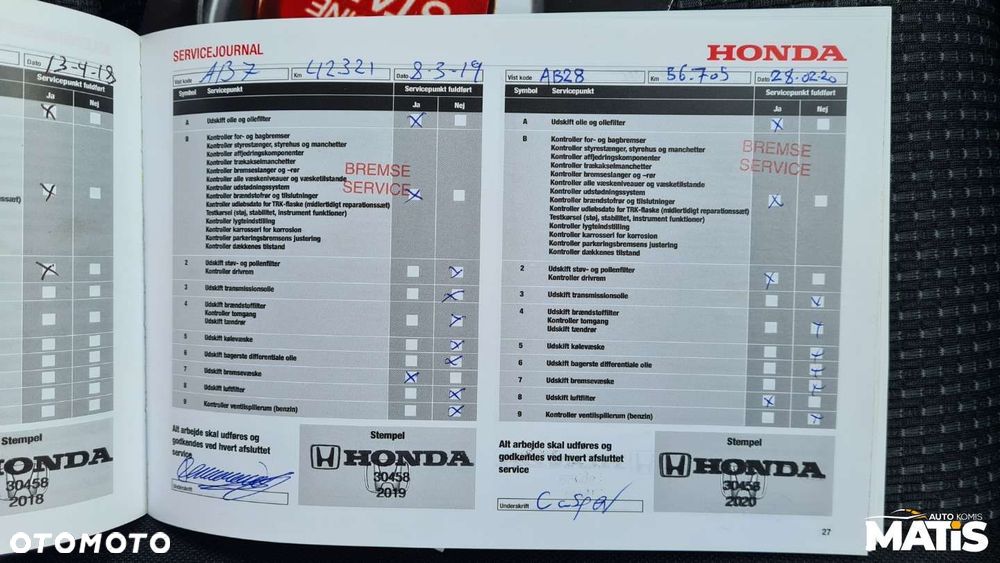 SERVICEJOURNAL
HONDA
Dato 13-4-18
Servicepunkt fuldført
Ja Nej
Vist kode AB7 Km 42321 Dato 8-3-19
Symbol Servicepunkt Servicepunkt fuldført
Ja Nej
A Udskift olie og oliefilter
B Kontroller for- og bagbremser
Kontroller styrestænger, styrehus og manchetter
Kontroller affjedringskomponenter
Kontroller trækakselmanchetter
Kontroller bremseslanger og –rør
Kontroller alle væskeniveauer og væsketilstande
Kontroller udstødningssystem
Kontroller brændstofrør og tilslutninger
Kontroller udløbsdato for TRK-flaske (midlertidigt reparationssæt)
Testkørsel (støj, stabilitet, instrument funktioner)
Kontroller lygteindstilling
Kontroller karrosseri for korrosion
Kontroller parkeringsbremsens justering
Kontroller dækkenes tilstand
BREMSE
SERVICE
2 Udskift støv- og pollenfilter
Kontroller drivrem
3 Udskift transmissionsolie
4 Udskift brændstoffilter
Kontroller tomgang
Udskift tændrør
5 Udskift kølevæske
6 Udskift bagerste differentiale olie
7 Udskift bremsevæske
8 Udskift luftfilter
9 Kontroller ventilspillerum (benzin)
Alt arbejde skal udføres og
godkendes ved hvert afsluttet
service
Underskrift
Stempel
HONDA
30458
2019
Vist kode AB28 Km 56.705 Dato 28.02.20
Symbol Servicepunkt Servicepunkt fuldført
Ja Nej
A Udskift olie og oliefilter
B Kontroller for- og bagbremser
Kontroller styrestænger, styrehus og manchetter
Kontroller affjedringskomponenter
Kontroller trækakselmanchetter
Kontroller bremseslanger og –rør
Kontroller alle væskeniveauer og væsketilstande
Kontroller udstødningssystem
Kontroller brændstofrør og tilslutninger
Kontroller udløbsdato for TRK-flaske (midlertidigt reparationssæt)
Testkørsel (støj, stabilitet, instrument funktioner)
Kontroller lygteindstilling
Kontroller karrosseri for korrosion
Kontroller parkeringsbremsens justering
Kontroller dækkenes tilstand
BREMSE
SERVICE
2 Udskift støv- og pollenfilter
Kontroller drivrem
3 Udskift transmissionsolie
4 Udskift brændstoffilter
Kontroller tomgang
Udskift tændrør
5 Udskift kølevæske
6 Udskift bagerste differentiale olie
7 Udskift bremsevæske
8 Udskift luftfilter
9 Kontroller ventilspillerum (benzin)
Alt arbejde skal udføres og
godkendes ved hvert afsluttet
service
Underskrift
Stempel
HONDA
30458
2020
27
Stempel
HONDA
30458
2018
OTOMOTO
AUTO KOMIS
MATIS